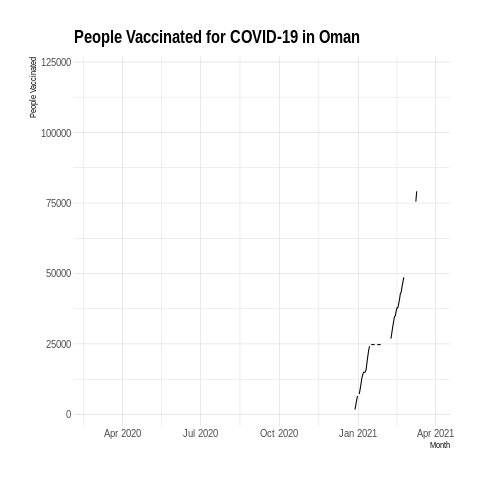 People Vaccinated for COVID-19 in Oman
People Vaccinated
125000
100000
75000
50000
25000
0
Apr 2020 Jul 2020 Oct 2020 Jan 2021 Apr 2021
Month